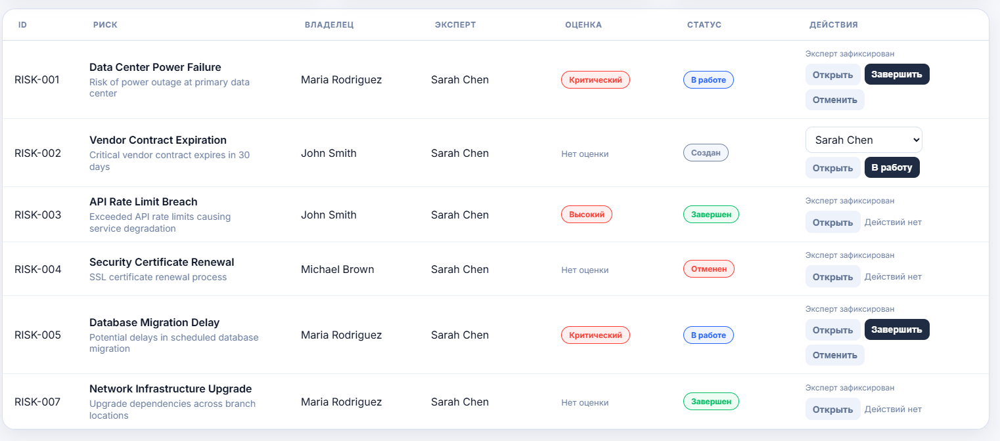 ID РИСК ВЛАДЕЛЕЦ ЭКСПЕРТ ОЦЕНКА СТАТУС ДЕЙСТВИЯ
RISK-001
Data Center Power Failure
Risk of power outage at primary data
center
Maria Rodriguez
Sarah Chen
Критический
В работе
Эксперт зафиксирован
Открыть Завершить
Отменить
RISK-002
Vendor Contract Expiration
Critical vendor contract expires in 30
days
John Smith
Sarah Chen
Нет оценки
Создан
Sarah Chen
Открыть В работу
RISK-003
API Rate Limit Breach
Exceeded API rate limits causing
service degradation
John Smith
Sarah Chen
Высокий
Завершен
Эксперт зафиксирован
Открыть Действий нет
RISK-004
Security Certificate Renewal
SSL certificate renewal process
Michael Brown
Sarah Chen
Нет оценки
Отменен
Эксперт зафиксирован
Открыть Действий нет
RISK-005
Database Migration Delay
Potential delays in scheduled database
migration
Maria Rodriguez
Sarah Chen
Критический
В работе
Эксперт зафиксирован
Открыть Завершить
Отменить
RISK-007
Network Infrastructure Upgrade
Upgrade dependencies across branch
locations
Maria Rodriguez
Sarah Chen
Нет оценки
Завершен
Эксперт зафиксирован
Открыть Действий нет